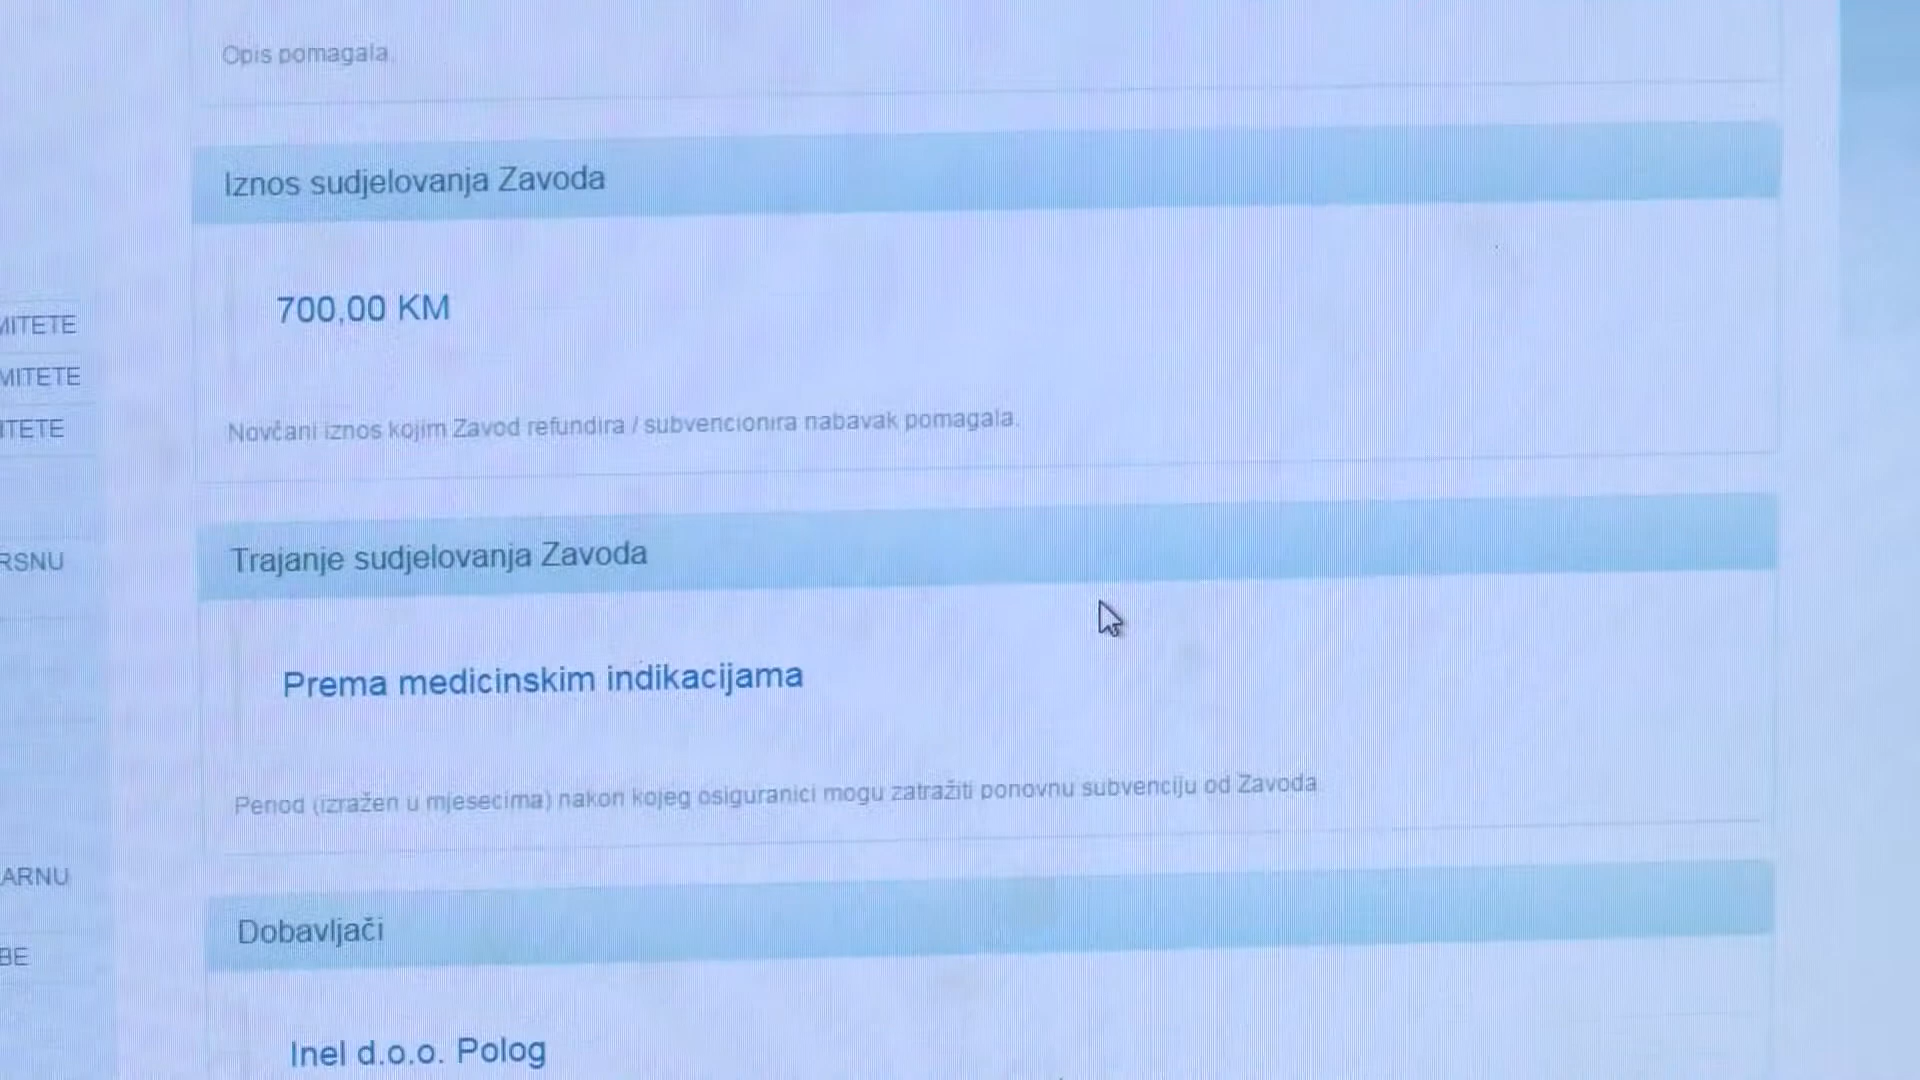 Opis pomagala.
Iznos sudjelovanja Zavoda
700,00 KM
MITETE
MITETE
ITETE
Novčani iznos kojim Zavod refundira / subvencionira nabavak pomagala.
Trajanje sudjelovanja Zavoda
RSNU
Prema medicinskim indikacijama
Period (izražen u mjesecima) nakon kojeg osiguranici mogu zatražiti ponovnu subvenciju od Zavoda
ARNU
Dobavljači
BE
Inel d.o.o. Polog